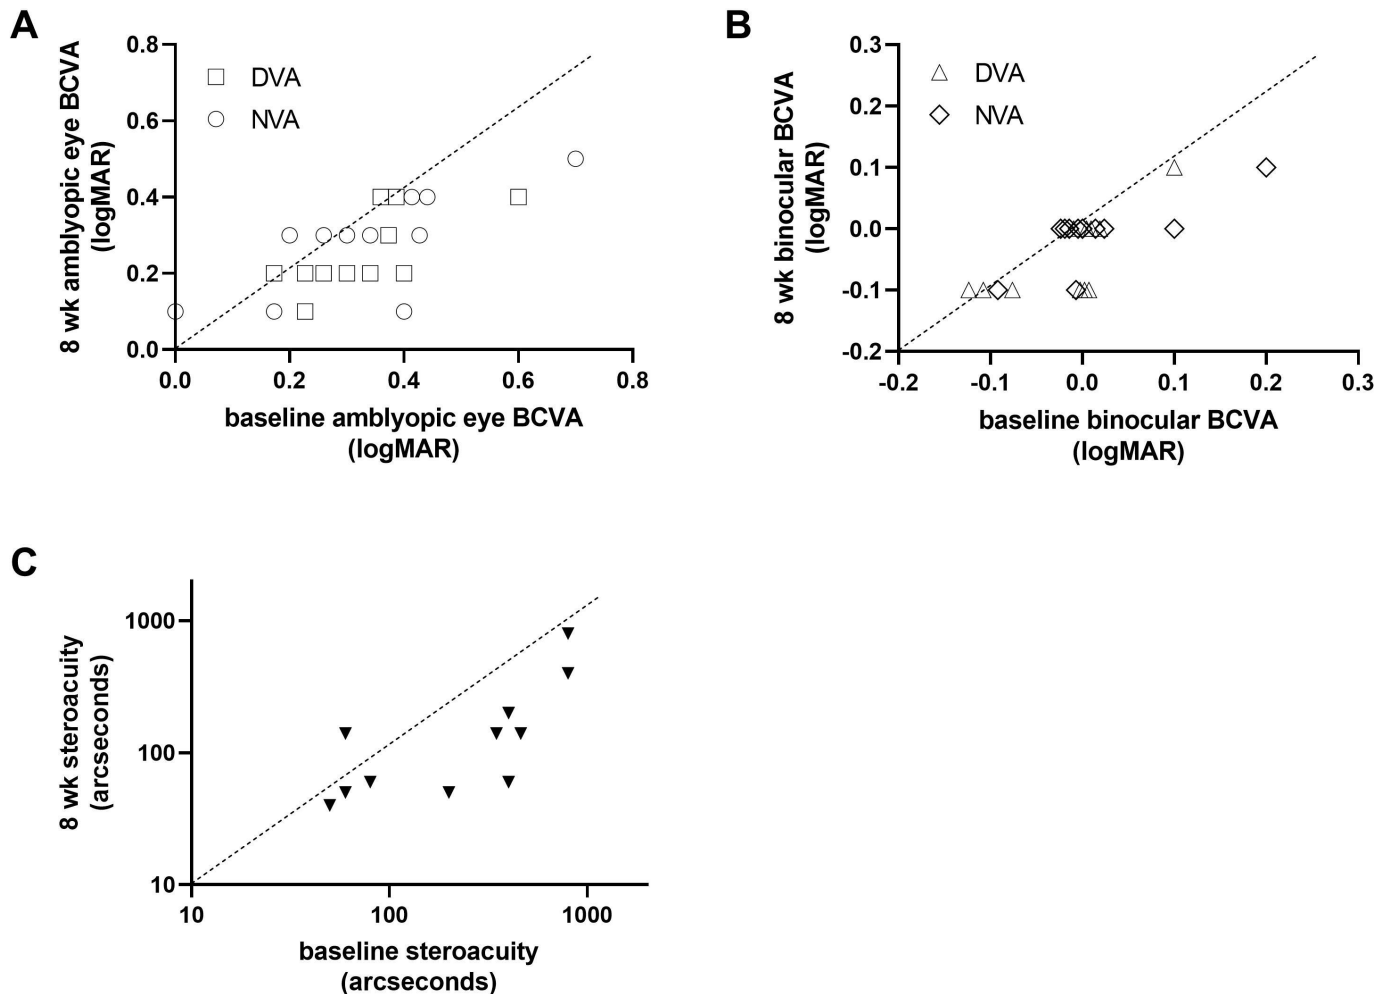 A
8 wk amblyopic eye BCVA
(logMAR)
0.8
0.6
0.4
0.2
0.0
DVA
NVA
0.0 0.2 0.4 0.6 0.8
baseline amblyopic eye BCVA
(logMAR)
B
8 wk binocular BCVA
(logMAR)
0.3
0.2
0.1
0.0
-0.1
-0.2
DVA
NVA
-0.2 -0.1 0.0 0.1 0.2 0.3
baseline binocular BCVA
(logMAR)
C
8 wk steroacuity
(arcseconds)
1000
100
10
10 100 1000
baseline steroacuity
(arcseconds)